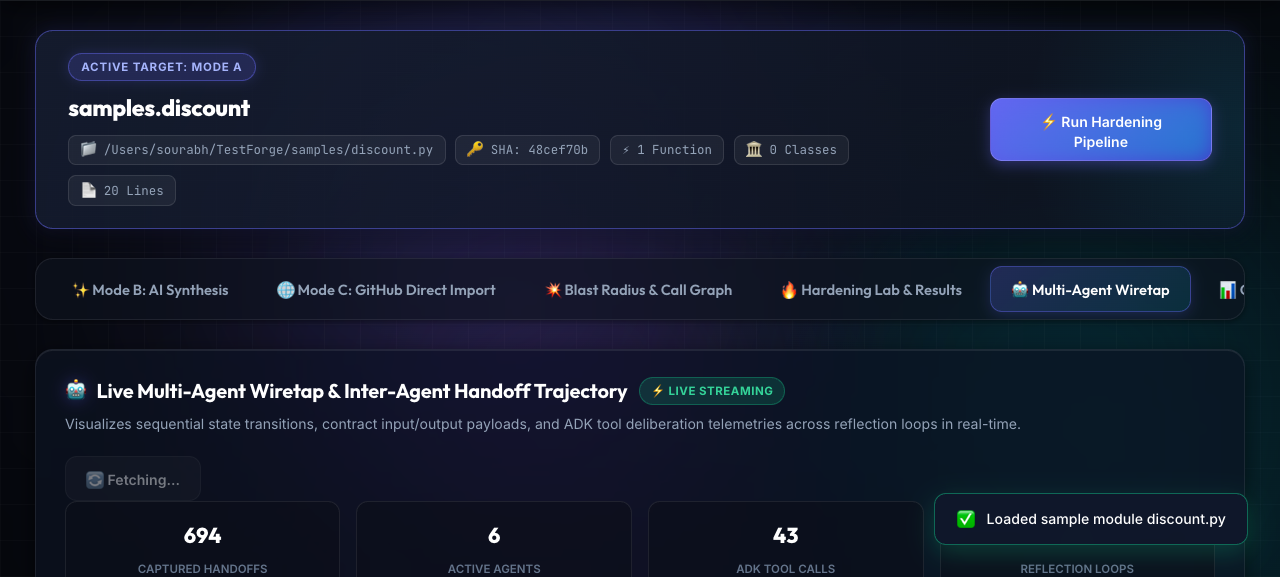 ACTIVE TARGET: MODE A
samples.discount
/Users/sourabh/TestForge/samples/discount.py
SHA: 48cef70b
1 Function
0 Classes
20 Lines
Run Hardening
Pipeline
Mode B: AI Synthesis
Mode C: GitHub Direct Import
Blast Radius & Call Graph
Hardening Lab & Results
Multi-Agent Wiretap
Live Multi-Agent Wiretap & Inter-Agent Handoff Trajectory
LIVE STREAMING
Visualizes sequential state transitions, contract input/output payloads, and ADK tool deliberation telemetries across reflection loops in real-time.
Fetching...
694
CAPTURED HANDOFFS
6
ACTIVE AGENTS
43
ADK TOOL CALLS
Loaded sample module discount.py
REFLECTION LOOPS